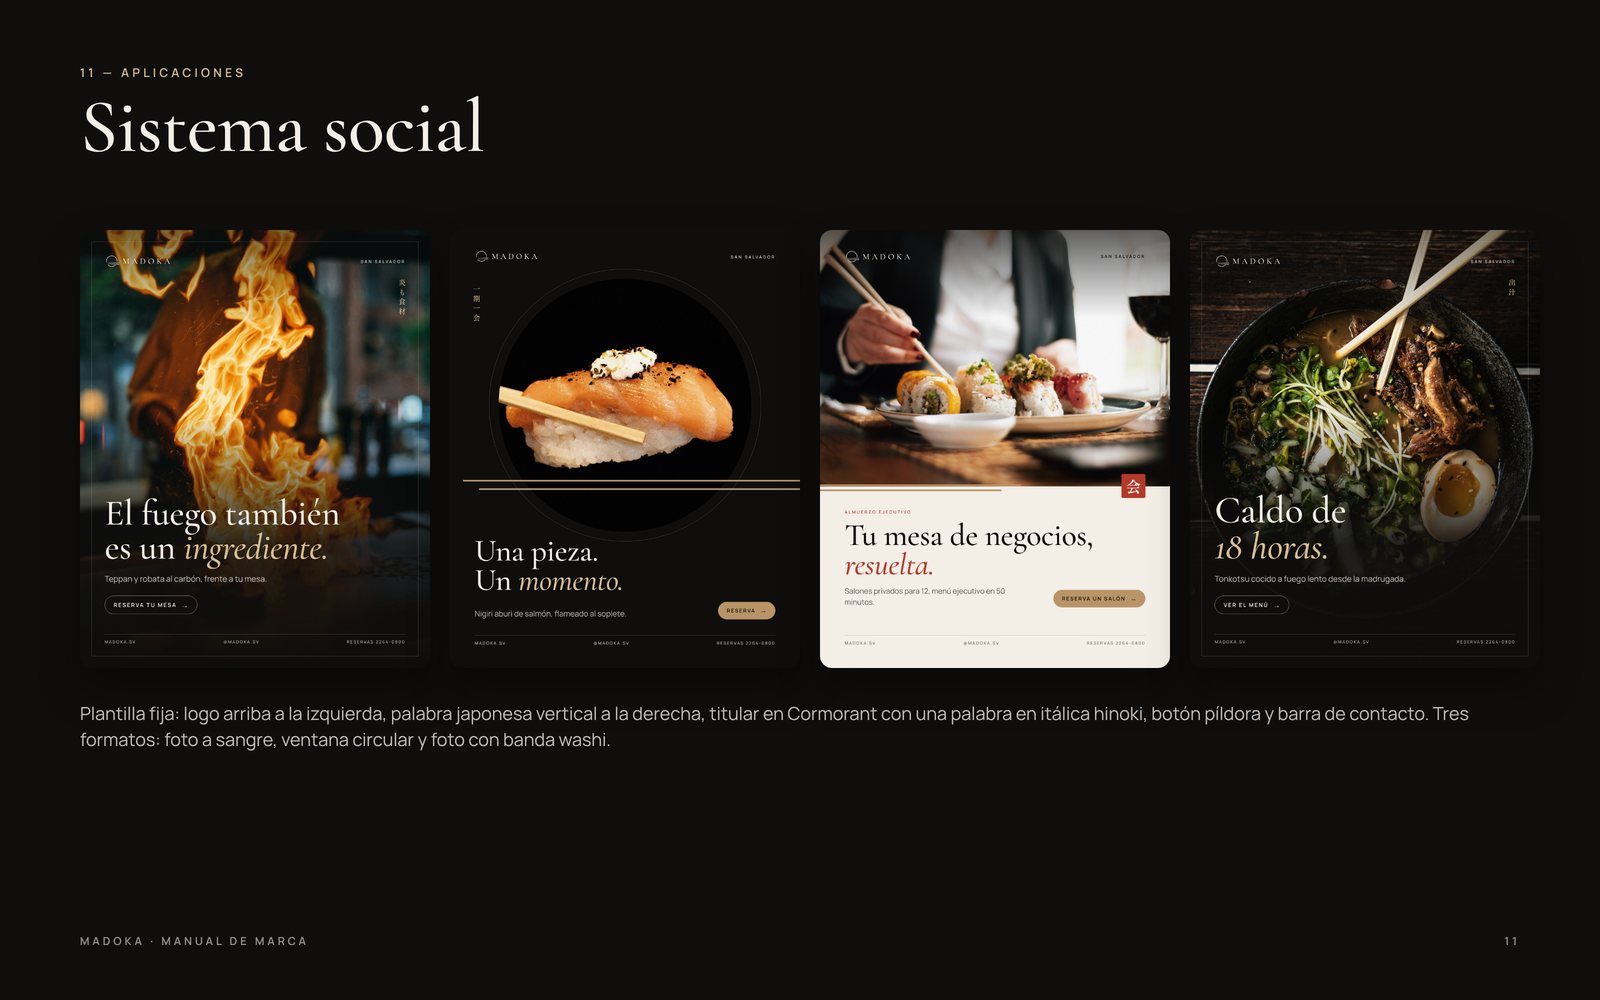 11 — APLICACIONES
Sistema social
MADOKA
SAN SALVADOR
炎も食材
El fuego también
es un ingrediente.
Teppan y robata al carbón, frente a tu mesa.
RESERVA TU MESA →
MADOKA.SV @MADOKA.SV RESERVAS 2264-0800
MADOKA
SAN SALVADOR
一期一会
Una pieza.
Un momento.
Nigiri aburi de salmón, flameado al soplete.
RESERVA →
MADOKA.SV @MADOKA.SV RESERVAS 2264-0800
MADOKA
SAN SALVADOR
会
ALMUERZO EJECUTIVO
Tu mesa de negocios,
resuelta.
Salones privados para 12, menú ejecutivo en 50
minutos.
RESERVA UN SALÓN →
MADOKA.SV @MADOKA.SV RESERVAS 2264-0800
MADOKA
SAN SALVADOR
出汁
Caldo de
18 horas.
Tonkotsu cocido a fuego lento desde la madrugada.
VER EL MENÚ →
MADOKA.SV @MADOKA.SV RESERVAS 2264-0800
Plantilla fija: logo arriba a la izquierda, palabra japonesa vertical a la derecha, titular en Cormorant con una palabra en itálica hinoki, botón píldora y barra de contacto. Tres
formatos: foto a sangre, ventana circular y foto con banda washi.
MADOKA · MANUAL DE MARCA
11